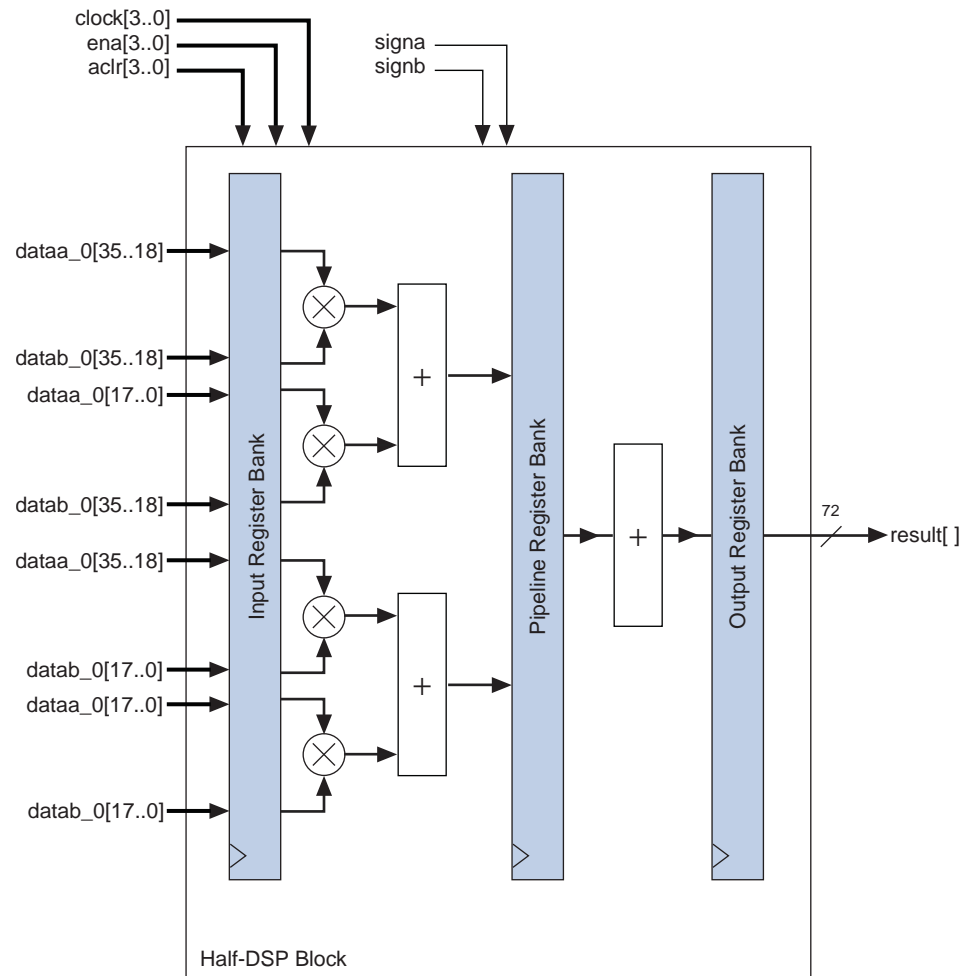 clock[3..0]
ena[3..0]
aclr[3..0]
signa
signb
dataa_0[35..18]
datab_0[35..18]
dataa_0[17..0]
datab_0[35..18]
dataa_0[35..18]
datab_0[17..0]
dataa_0[17..0]
datab_0[17..0]
Input Register Bank
+
+
Pipeline Register Bank
+
Output Register Bank
72
result[ ]
Half-DSP Block